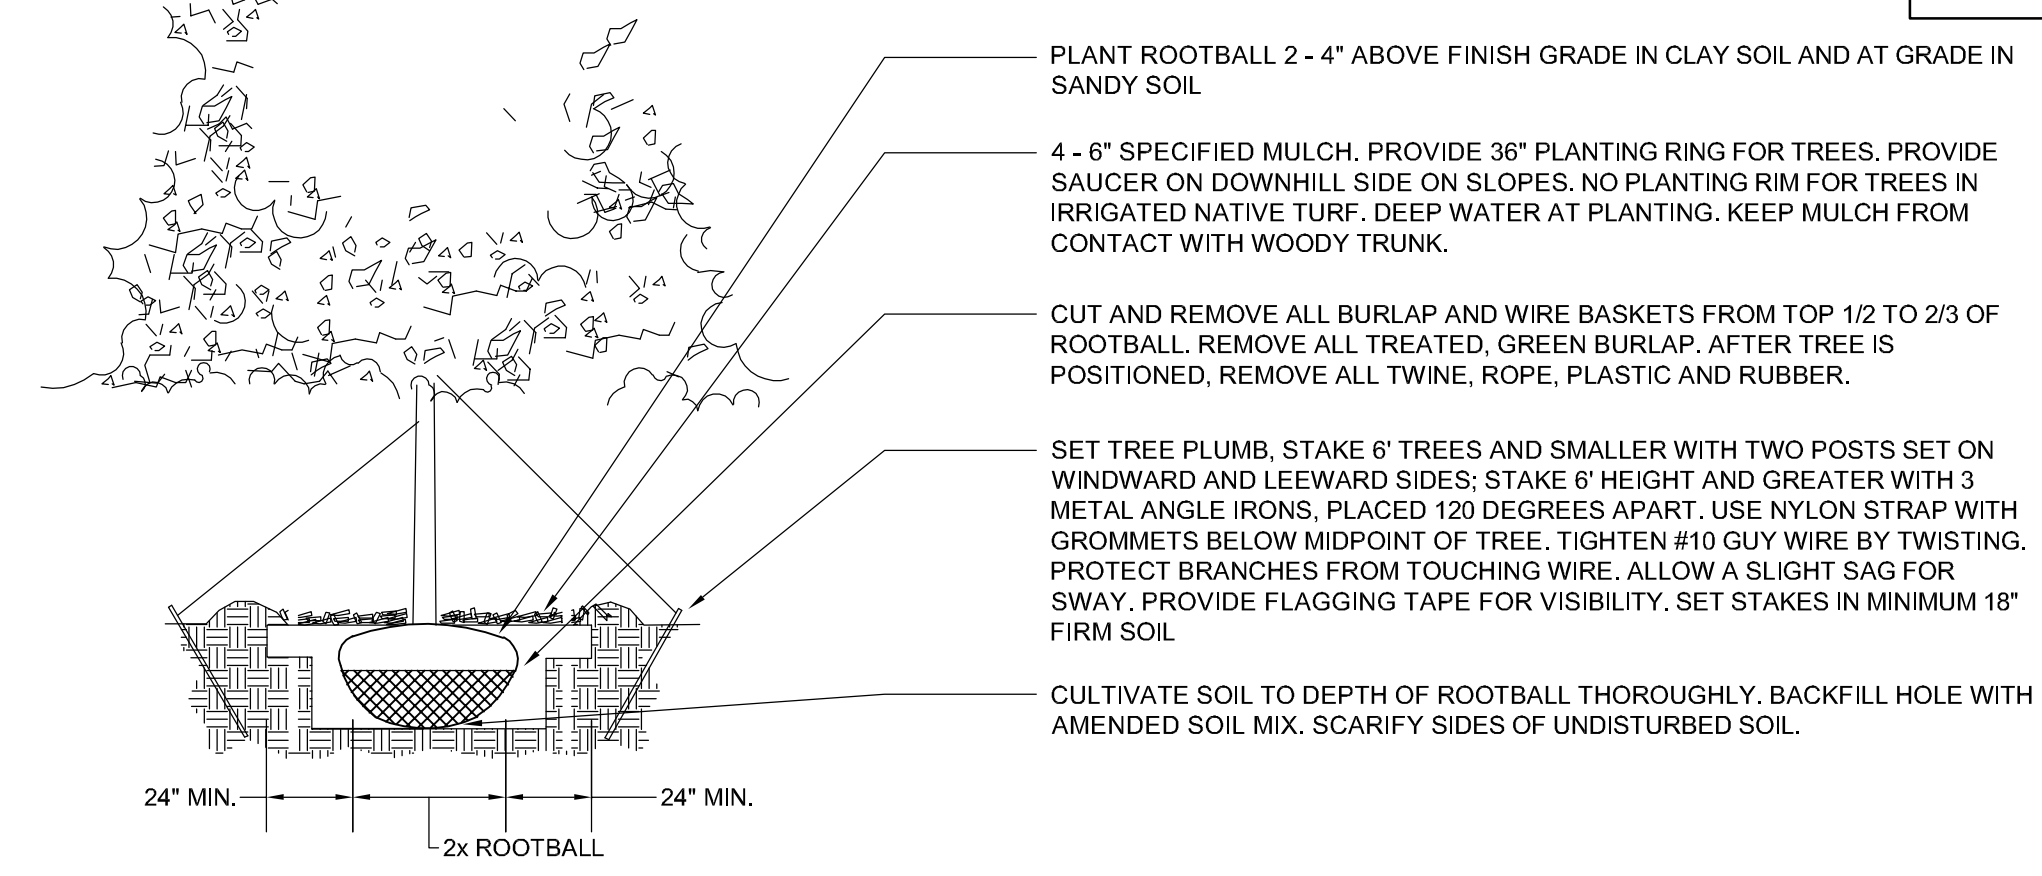 PLANT ROOTBALL 2 - 4" ABOVE FINISH GRADE IN CLAY SOIL AND AT GRADE IN
SANDY SOIL
4 - 6" SPECIFIED MULCH. PROVIDE 36" PLANTING RING FOR TREES. PROVIDE
SAUCER ON DOWNHILL SIDE ON SLOPES. NO PLANTING RIM FOR TREES IN
IRRIGATED NATIVE TURF. DEEP WATER AT PLANTING. KEEP MULCH FROM
CONTACT WITH WOODY TRUNK.
CUT AND REMOVE ALL BURLAP AND WIRE BASKETS FROM TOP 1/2 TO 2/3 OF
ROOTBALL. REMOVE ALL TREATED, GREEN BURLAP. AFTER TREE IS
POSITIONED, REMOVE ALL TWINE, ROPE, PLASTIC AND RUBBER.
SET TREE PLUMB, STAKE 6' TREES AND SMALLER WITH TWO POSTS SET ON
WINDWARD AND LEEWARD SIDES; STAKE 6' HEIGHT AND GREATER WITH 3
METAL ANGLE IRONS, PLACED 120 DEGREES APART. USE NYLON STRAP WITH
GROMMETS BELOW MIDPOINT OF TREE. TIGHTEN #10 GUY WIRE BY TWISTING.
PROTECT BRANCHES FROM TOUCHING WIRE. ALLOW A SLIGHT SAG FOR
SWAY. PROVIDE FLAGGING TAPE FOR VISIBILITY. SET STAKES IN MINIMUM 18"
FIRM SOIL
CULTIVATE SOIL TO DEPTH OF ROOTBALL THOROUGHLY. BACKFILL HOLE WITH
AMENDED SOIL MIX. SCARIFY SIDES OF UNDISTURBED SOIL.
24" MIN.
24" MIN.
2x ROOTBALL